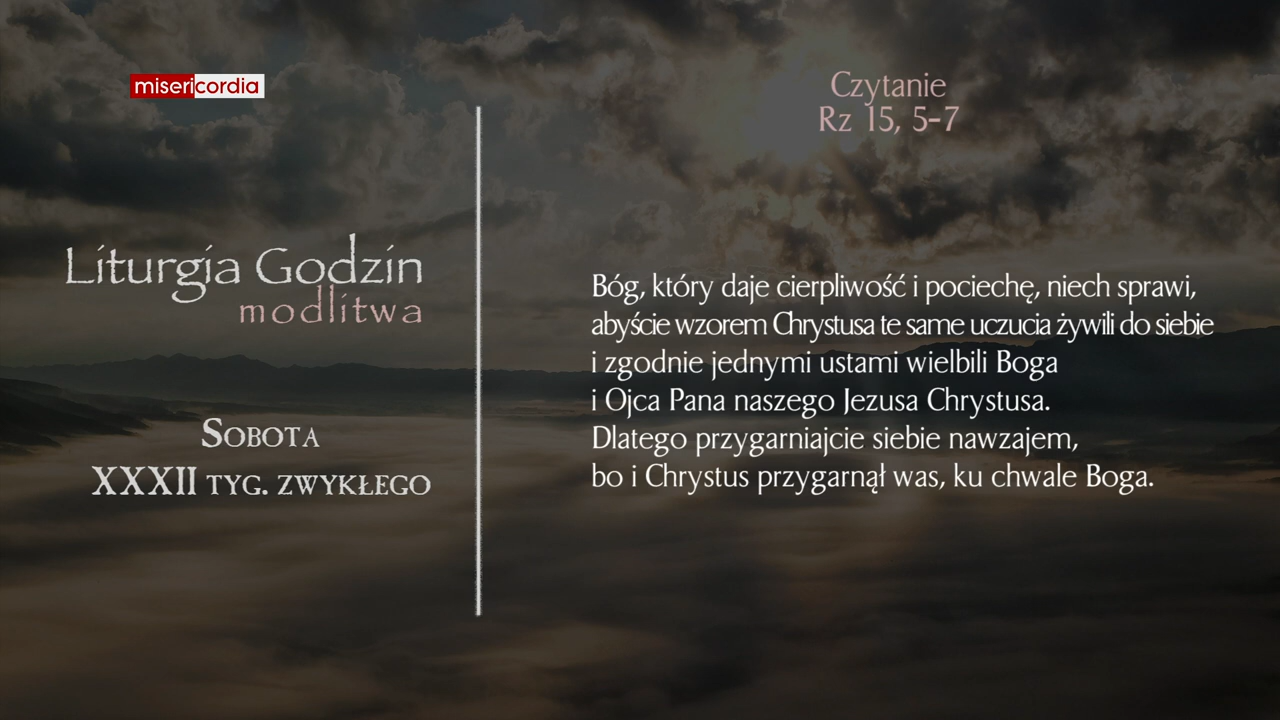 misericordia
Liturgia Godzin
modlitwa
Sobota
XXXII tyg. zwykłego
Czytanie
Rz 15, 5-7
Bóg, który daje cierpliwość i pociechę, niech sprawi,
abyście wzorem Chrystusa te same uczucia żywili do siebie
i zgodnie jednymi ustami wielbili Boga
i Ojca Pana naszego Jezusa Chrystusa.
Dlatego przygarniajcie siebie nawzajem,
bo i Chrystus przygarnął was, ku chwale Boga.